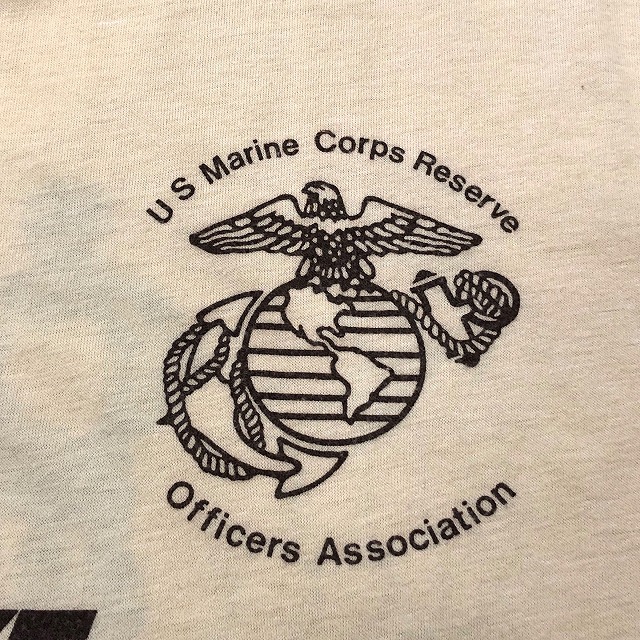 U S Marine Corps Reserve
Officers Association